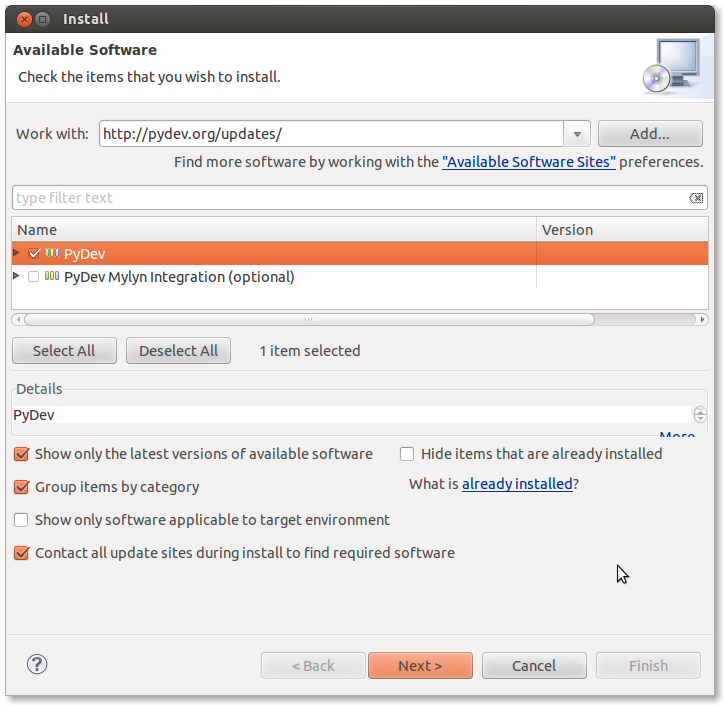 Install
Available Software
Check the items that you wish to install.
Work with: http://pydev.org/updates/ Add...
Find more software by working with the "Available Software Sites" preferences.
type filter text
Name Version
PyDev
PyDev Mylyn Integration (optional)
Select All Deselect All 1 item selected
Details
PyDev
More...
Show only the latest versions of available software Hide items that are already installed
Group items by category What is already installed?
Show only software applicable to target environment
Contact all update sites during install to find required software
? < Back Next > Cancel Finish